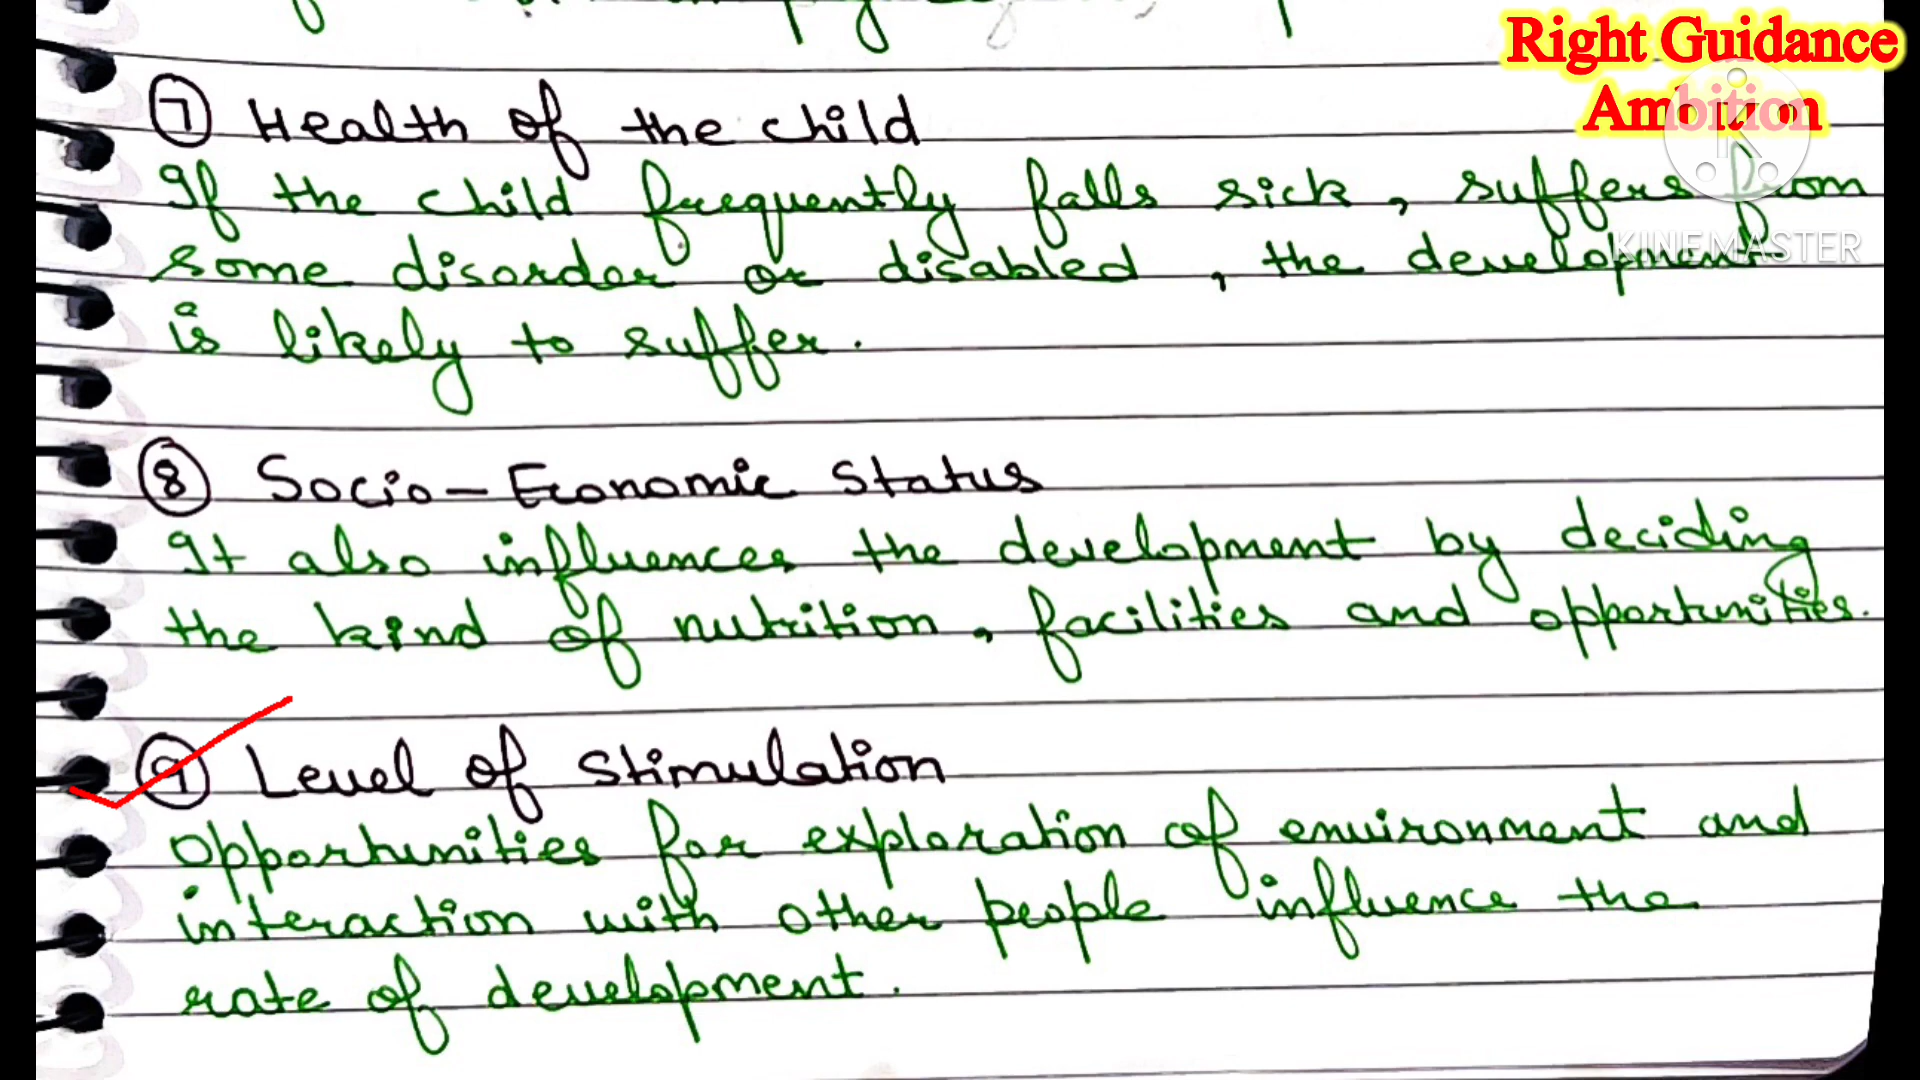 Right Guidance
Ambition
KINEMASTER
7 Health of the child
If the child frequently falls sick, suffers from
some disorder or disabled, the development
is likely to suffer.
8 Socio-Economic Status
It also influences the development by deciding
the kind of nutrition, facilities and opportunities.
9 Level of Stimulation
Opportunities for exploration of environment and
interaction with other people influence the
rate of development.